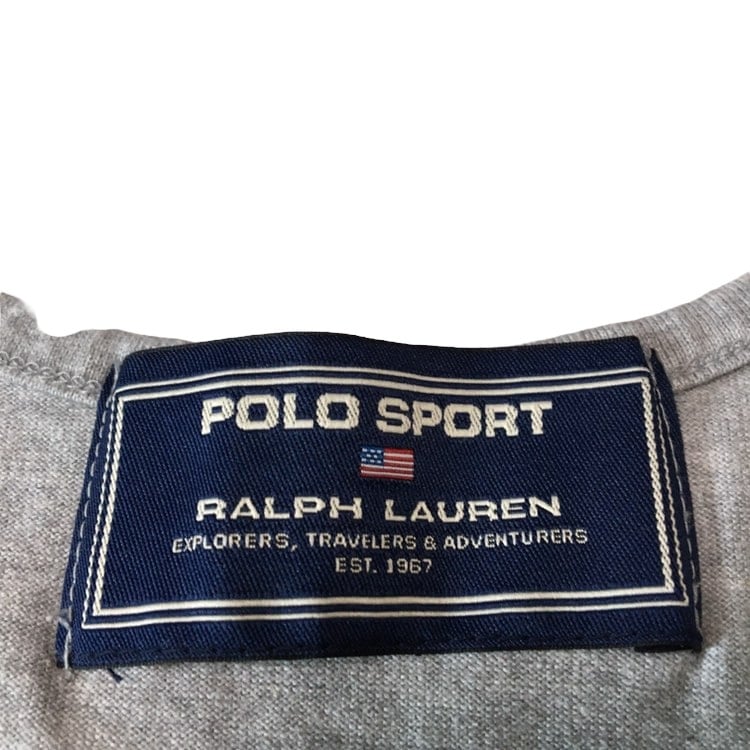 POLO SPORT
RALPH LAUREN
EXPLORERS, TRAVELERS & ADVENTURERS
EST. 1967